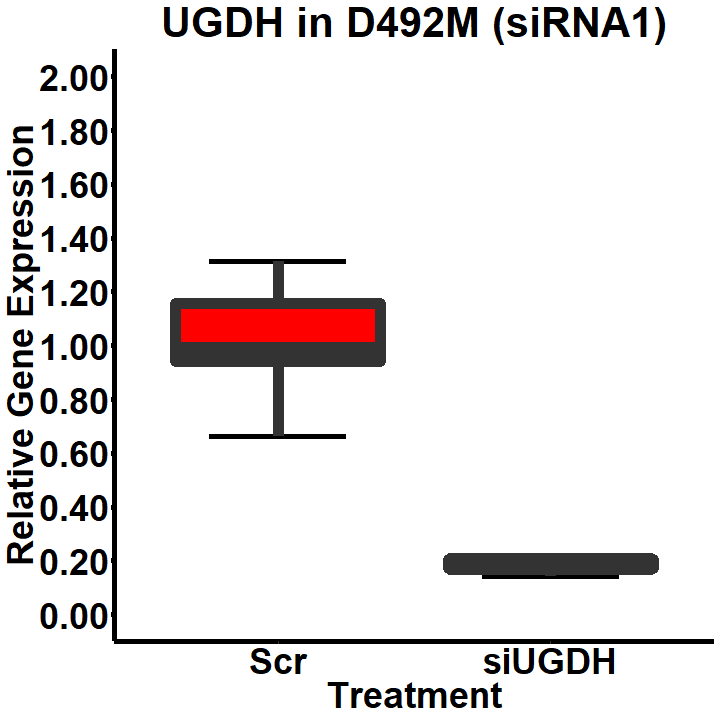 UGDH in D492M (siRNA1)
Relative Gene Expression
2.00
1.80
1.60
1.40
1.20
1.00
0.80
0.60
0.40
0.20
0.00
Scr siUGDH
Treatment